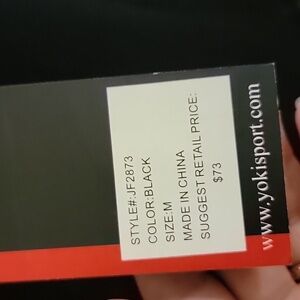 STYLE#:JF2873
COLOR:BLACK
SIZE:M
MADE IN CHINA
SUGGEST RETAIL PRICE:
$73
www.yokisport.com